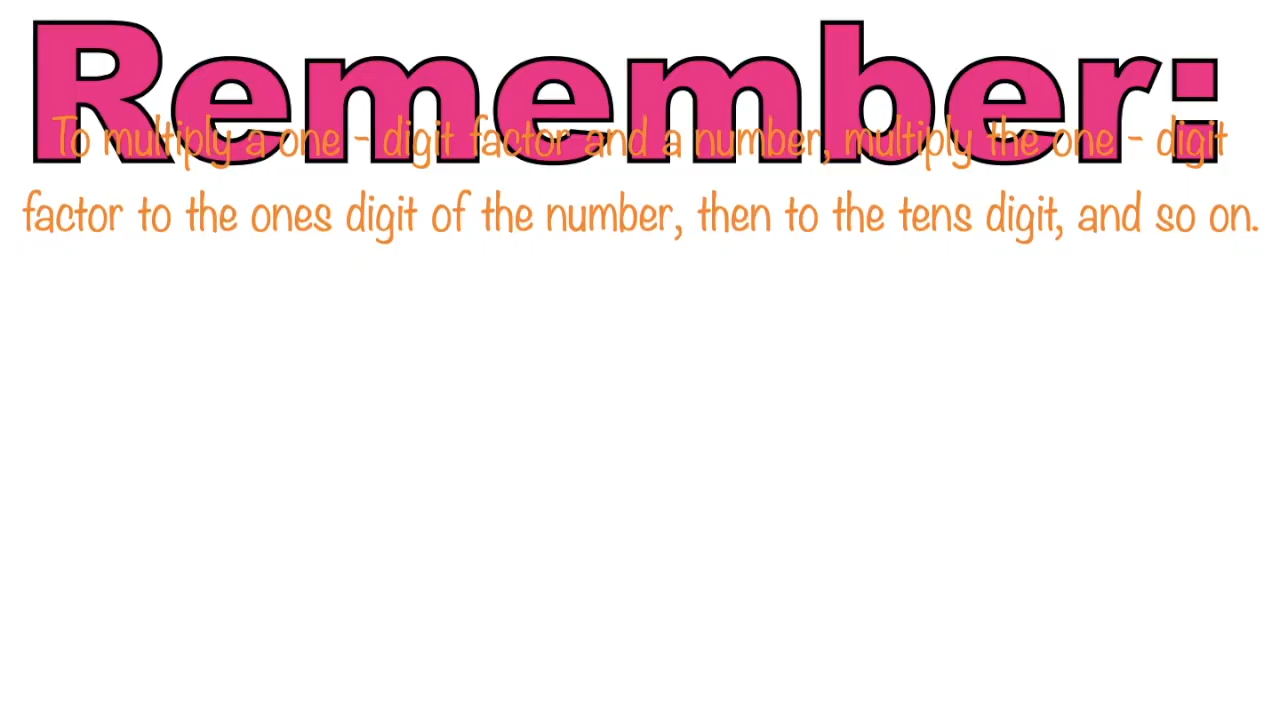 Remember:
To multiply a one - digit factor and a number, multiply the one - digit
factor to the ones digit of the number, then to the tens digit, and so on.